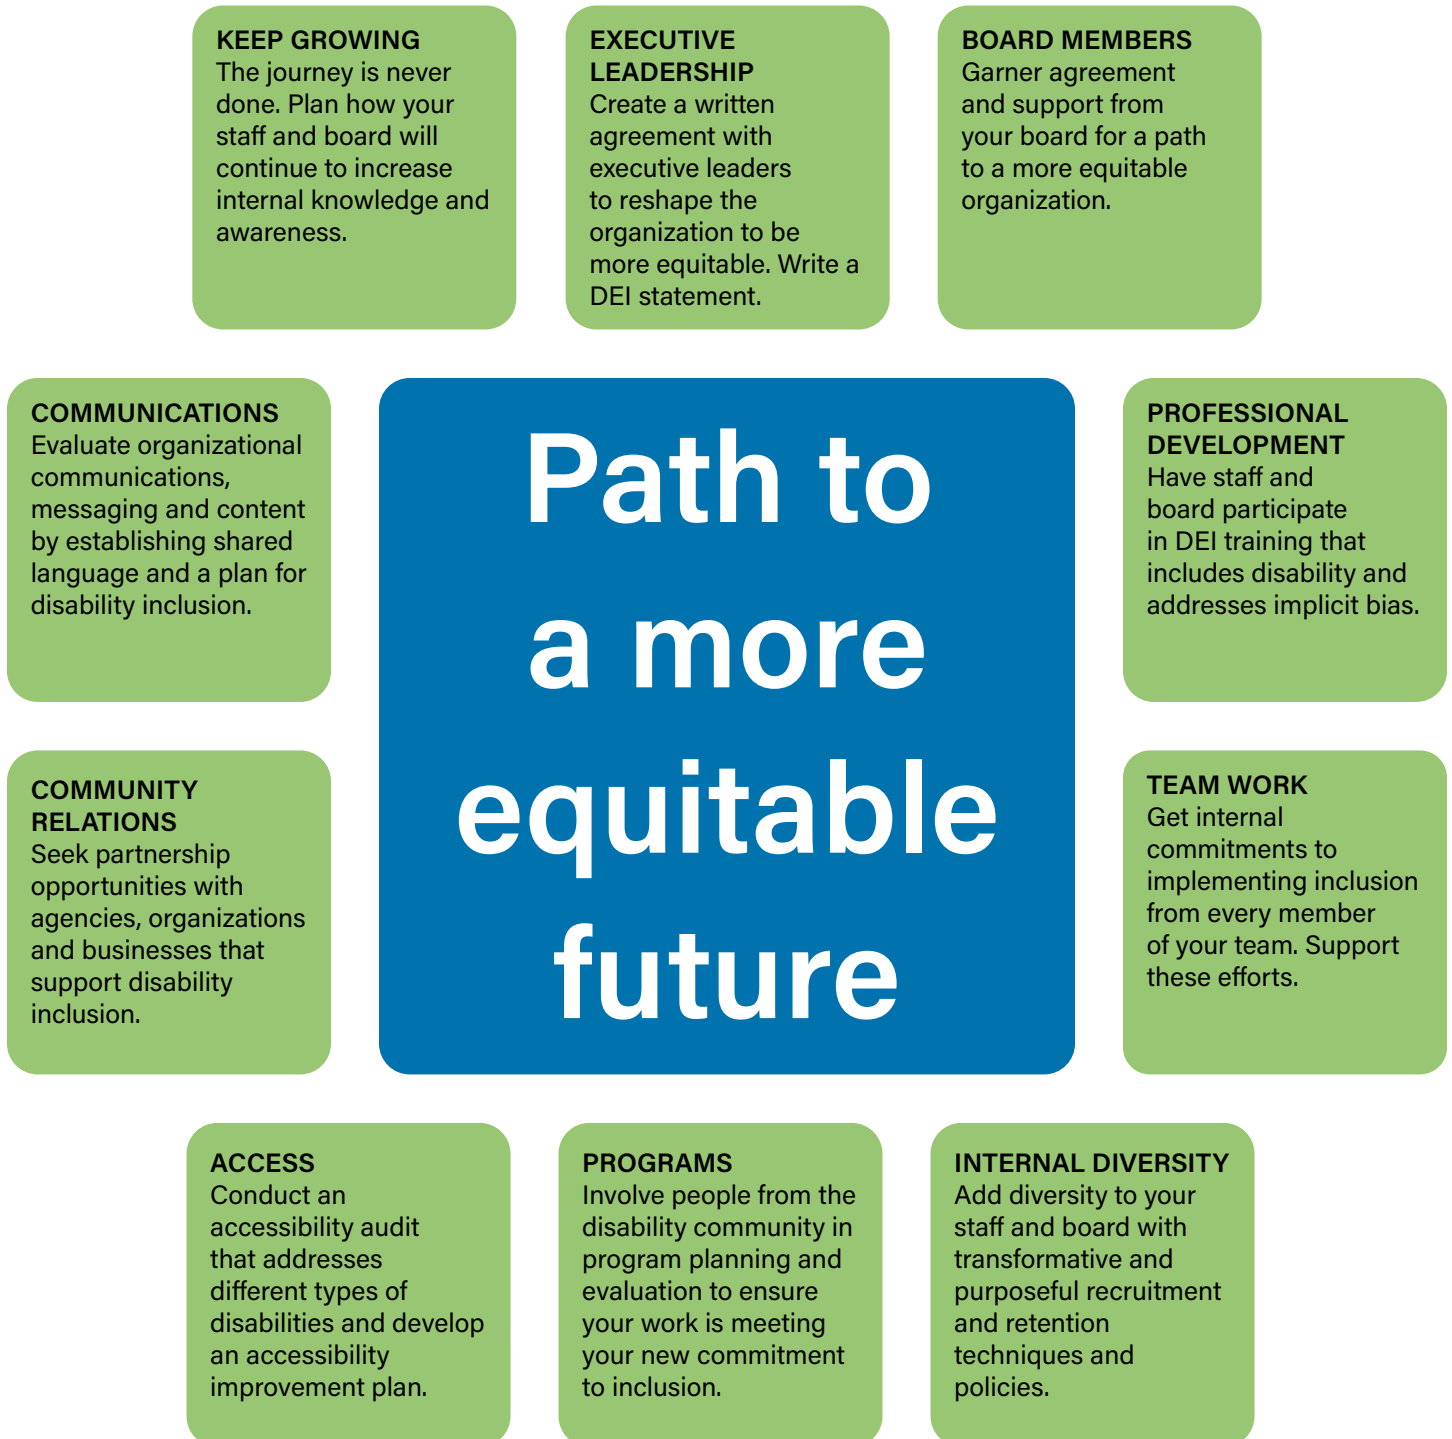 KEEP GROWING
The journey is never
done. Plan how your
staff and board will
continue to increase
internal knowledge and
awareness.
EXECUTIVE
LEADERSHIP
Create a written
agreement with
executive leaders
to reshape the
organization to be
more equitable. Write a
DEI statement.
BOARD MEMBERS
Garner agreement
and support from
your board for a path
to a more equitable
organization.
COMMUNICATIONS
Evaluate organizational
communications,
messaging and content
by establishing shared
language and a plan for
disability inclusion.
Path to
a more
equitable
future
PROFESSIONAL
DEVELOPMENT
Have staff and
board participate
in DEI training that
includes disability and
addresses implicit bias.
COMMUNITY
RELATIONS
Seek partnership
opportunities with
agencies, organizations
and businesses that
support disability
inclusion.
TEAM WORK
Get internal
commitments to
implementing inclusion
from every member
of your team. Support
these efforts.
ACCESS
Conduct an
accessibility audit
that addresses
different types of
disabilities and develop
an accessibility
improvement plan.
PROGRAMS
Involve people from the
disability community in
program planning and
evaluation to ensure
your work is meeting
your new commitment
to inclusion.
INTERNAL DIVERSITY
Add diversity to your
staff and board with
transformative and
purposeful recruitment
and retention
techniques and
policies.